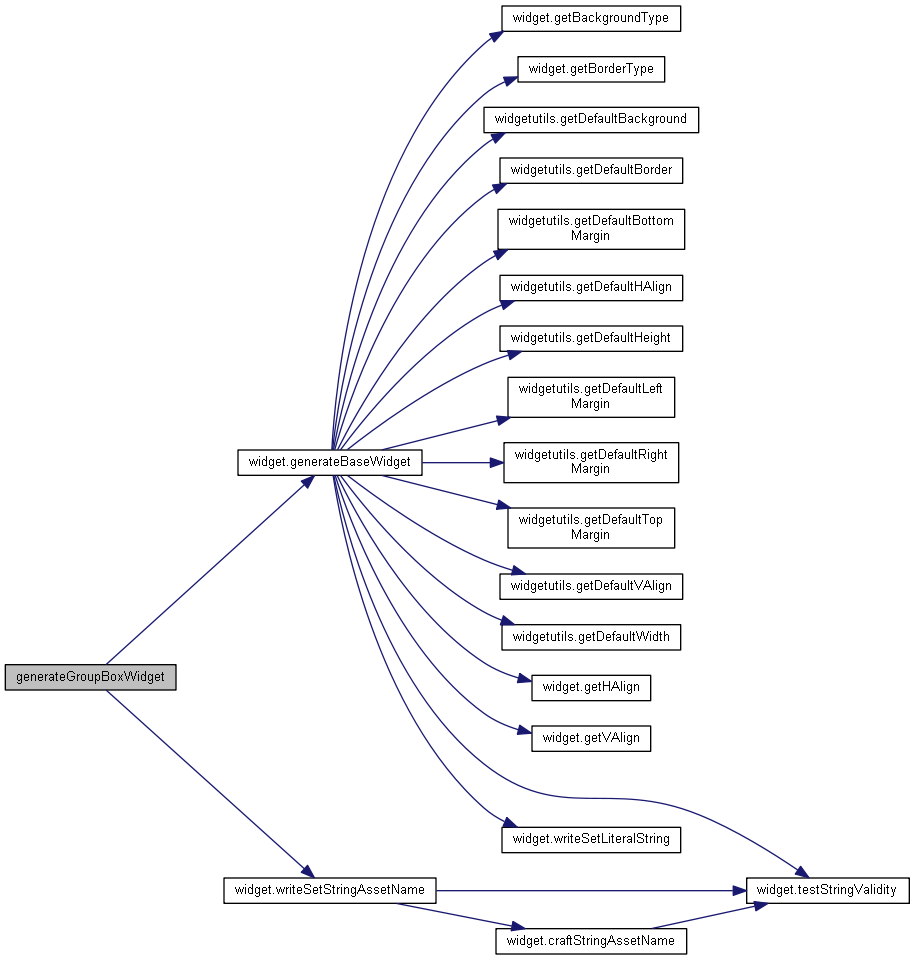 widget.getBackgroundType
widget.getBorderType
widgetutils.getDefaultBackground
widgetutils.getDefaultBorder
widgetutils.getDefaultBottom
Margin
widgetutils.getDefaultHAlign
widgetutils.getDefaultHeight
widgetutils.getDefaultLeft
Margin
widget.generateBaseWidget
widgetutils.getDefaultRight
Margin
widgetutils.getDefaultTop
Margin
widgetutils.getDefaultVAlign
widgetutils.getDefaultWidth
generateGroupBoxWidget
widget.getHAlign
widget.getVAlign
widget.writeSetLiteralString
widget.writeSetStringAssetName
widget.testStringValidity
widget.craftStringAssetName